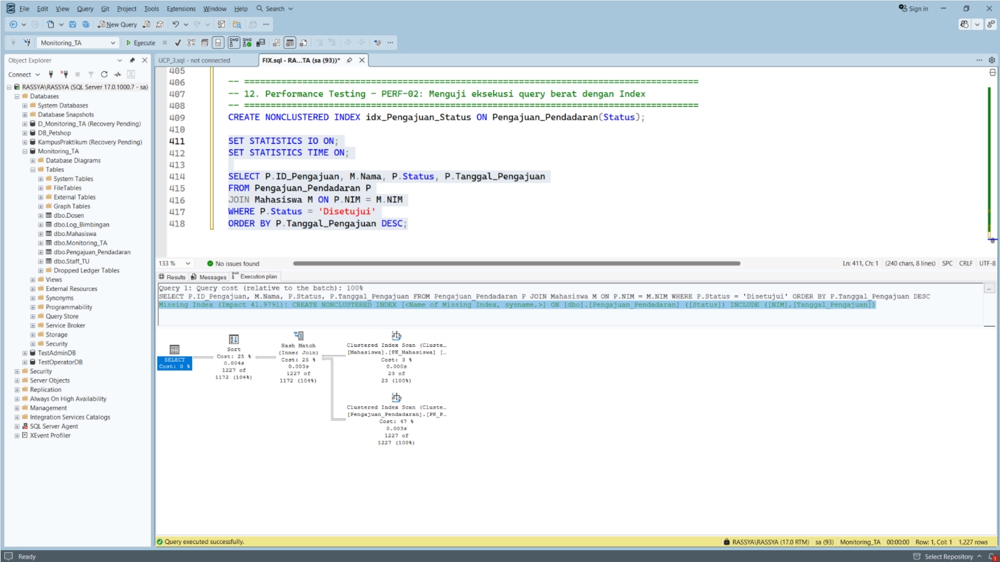 File Edit View Query Git Project Tools Extensions Window Help Search Sign in
New Query
Monitoring_TA Execute
Object Explorer
Connect
RASSYA\RASSYA (SQL Server 17.0.1000.7 - sa)
Databases
System Databases
Database Snapshots
D_Monitoring_TA (Recovery Pending)
DB_Petshop
KampusPraktikum (Recovery Pending)
Monitoring_TA
Database Diagrams
Tables
System Tables
FileTables
External Tables
Graph Tables
dbo.Dosen
dbo.Log_Bimbingan
dbo.Mahasiswa
dbo.Monitoring_TA
dbo.Pengajuan_Pendadaran
dbo.Staff_TU
Dropped Ledger Tables
Views
External Resources
Synonyms
Programmability
Query Store
Service Broker
Storage
Security
TestAdminDB
TestOperatorDB
Security
Server Objects
Replication
Always On High Availability
Management
Integration Services Catalogs
SQL Server Agent
XEvent Profiler
UCP_3.sql - not connected FIX.sql - RA...TA (sa (93))*
405
406 -- =============================================================================
407 -- 12. Performance Testing - PERF-02: Menguji eksekusi query berat dengan Index
408 -- =============================================================================
409 CREATE NONCLUSTERED INDEX idx_Pengajuan_Status ON Pengajuan_Pendadaran(Status);
410
411 SET STATISTICS IO ON;
412 SET STATISTICS TIME ON;
413
414 SELECT P.ID_Pengajuan, M.Nama, P.Status, P.Tanggal_Pengajuan
415 FROM Pengajuan_Pendadaran P
416 JOIN Mahasiswa M ON P.NIM = M.NIM
417 WHERE P.Status = 'Disetujui'
418 ORDER BY P.Tanggal_Pengajuan DESC;
133 % No issues found Ln: 411, Ch: 1 (240 chars, 8 lines) SPC CRLF UTF-8
Results Messages Execution plan
Query 1: Query cost (relative to the batch): 100%
SELECT P.ID_Pengajuan, M.Nama, P.Status, P.Tanggal_Pengajuan FROM Pengajuan_Pendadaran P JOIN Mahasiswa M ON P.NIM = M.NIM WHERE P.Status = 'Disetujui' ORDER BY P.Tanggal_Pengajuan DESC
Missing Index (Impact 41.9791): CREATE NONCLUSTERED INDEX [<Name of Missing Index, sysname,>] ON [dbo].[Pengajuan_Pendadaran] ([Status]) INCLUDE ([NIM],[Tanggal_Pengajuan])
SELECT
Cost: 0 %
Sort
Cost: 25 %
0.004s
1227 of
1172 (104%)
Hash Match
(Inner Join)
Cost: 25 %
0.003s
1227 of
1172 (104%)
Clustered Index Scan (Cluste...
[Mahasiswa].[PK_Mahasiswa] [...
Cost: 3 %
0.000s
23 of
23 (100%)
Clustered Index Scan (Cluste...
[Pengajuan_Pendadaran].[PK_P...
Cost: 47 %
0.003s
1227 of
1227 (100%)
Query executed successfully. RASSYA\RASSYA (17.0 RTM) sa (93) Monitoring_TA 00:00:00 Row: 1, Col: 1 1,227 rows
Ready Select Repository 1